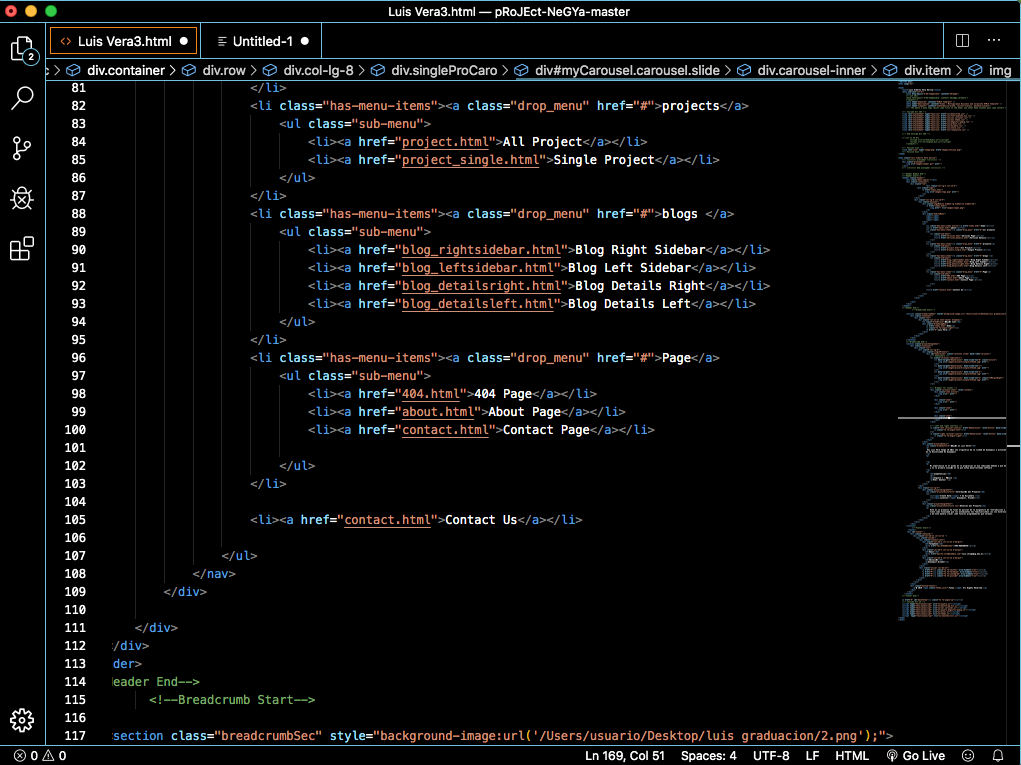 Luis Vera3.html — pRoJEct-NeGYa-master
Luis Vera3.html
Untitled-1
2
div.container > div.row > div.col-lg-8 > div.singleProCaro > div#myCarousel.carousel.slide > div.carousel-inner > div.item > img
81 </li>
82 <li class="has-menu-items"><a class="drop_menu" href="#">projects</a>
83 <ul class="sub-menu">
84 <li><a href="project.html">All Project</a></li>
85 <li><a href="project_single.html">Single Project</a></li>
86 </ul>
87 </li>
88 <li class="has-menu-items"><a class="drop_menu" href="#">blogs </a>
89 <ul class="sub-menu">
90 <li><a href="blog_rightsidebar.html">Blog Right Sidebar</a></li>
91 <li><a href="blog_leftsidebar.html">Blog Left Sidebar</a></li>
92 <li><a href="blog_detailsright.html">Blog Details Right</a></li>
93 <li><a href="blog_detailsleft.html">Blog Details Left</a></li>
94 </ul>
95 </li>
96 <li class="has-menu-items"><a class="drop_menu" href="#">Page</a>
97 <ul class="sub-menu">
98 <li><a href="404.html">404 Page</a></li>
99 <li><a href="about.html">About Page</a></li>
100 <li><a href="contact.html">Contact Page</a></li>
101
102 </ul>
103 </li>
104
105 <li><a href="contact.html">Contact Us</a></li>
106
107 </ul>
108 </nav>
109 </div>
110
111 </div>
112 /div>
113 der>
114 eader End-->
115 <!--Breadcrumb Start-->
116
117 section class="breadcrumbSec" style="background-image:url('/Users/usuario/Desktop/luis graduacion/2.png');">
0 0 Ln 169, Col 51 Spaces: 4 UTF-8 LF HTML Go Live